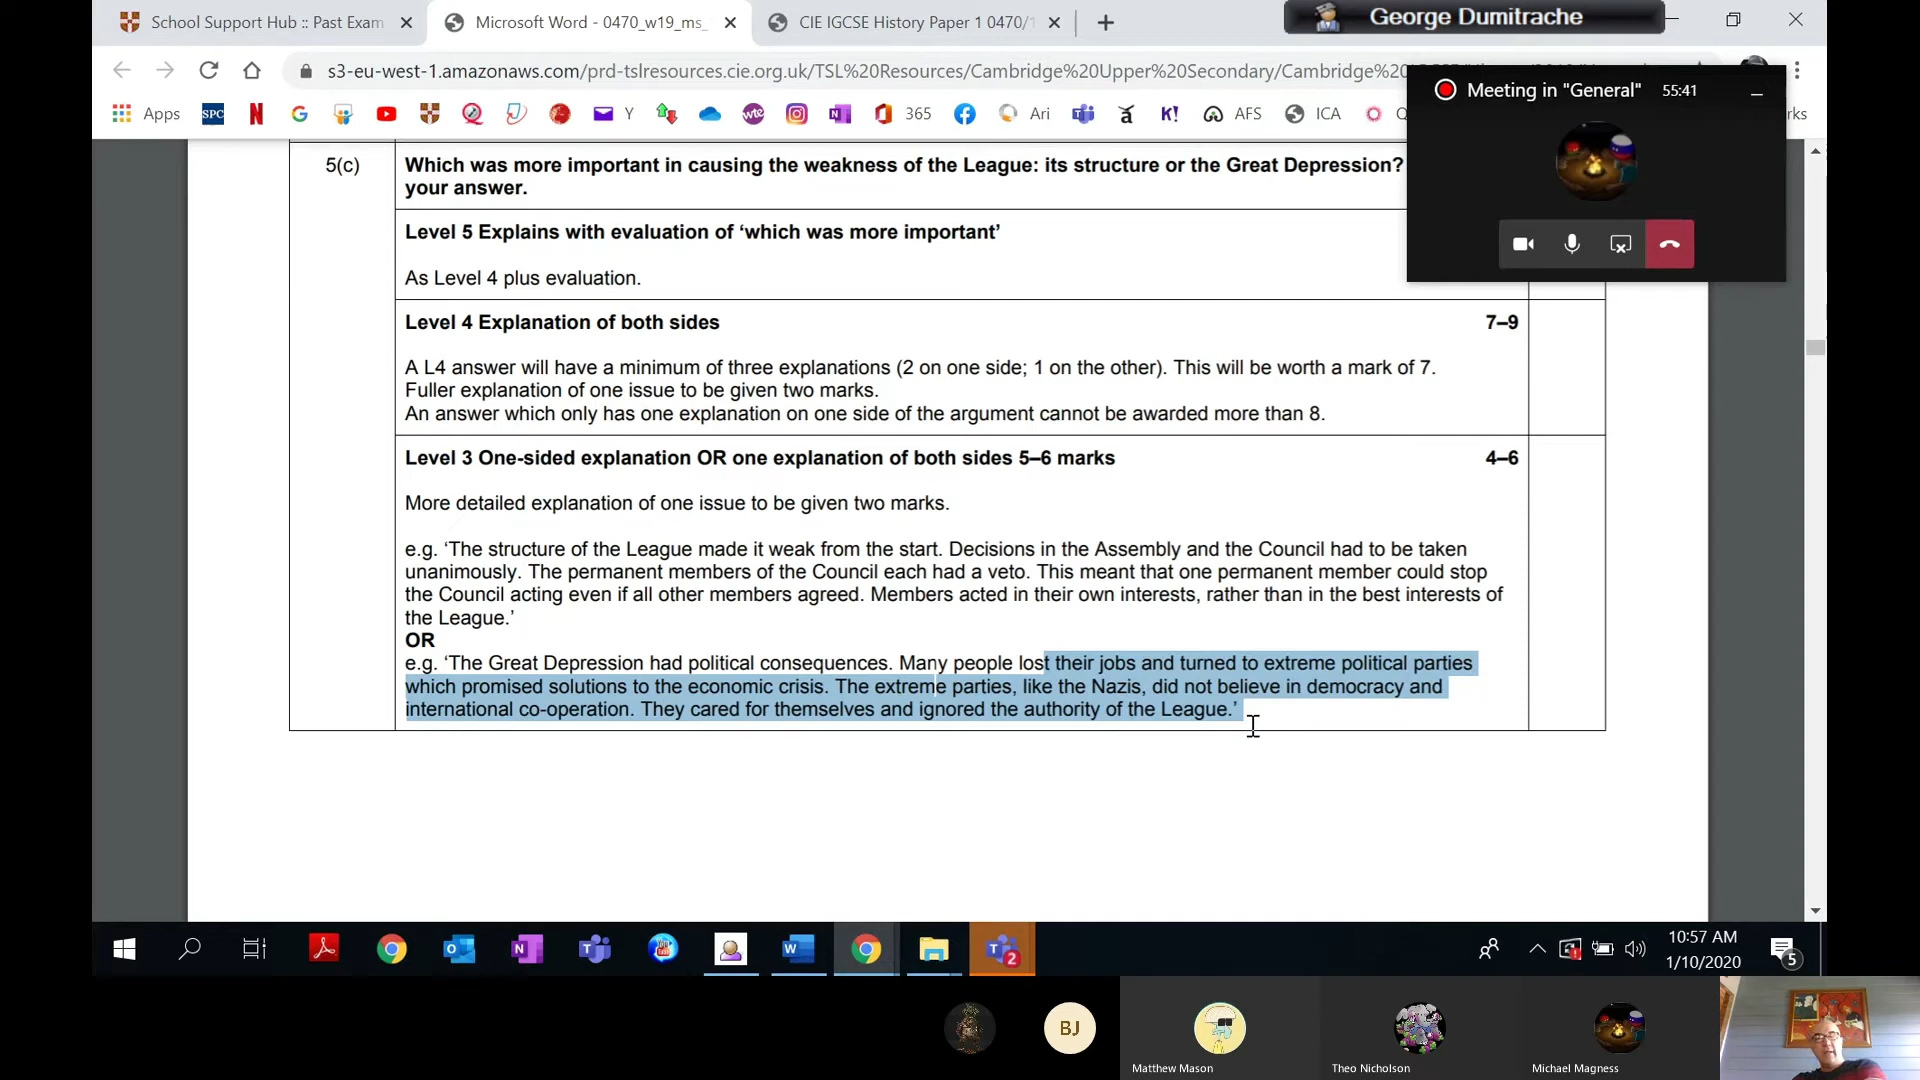 School Support Hub :: Past Exam
Microsoft Word - 0470_w19_ms_
CIE IGCSE History Paper 1 0470/1
George Dumitrache
s3-eu-west-1.amazonaws.com/prd-tslresources.cie.org.uk/TSL%20Resources/Cambridge%20Upper%20Secondary/Cambridge%20
Meeting in "General" 55:41
Apps
SPC
N
Y
wte
365
Ari
K!
AFS
ICA
rks
5(c)
Which was more important in causing the weakness of the League: its structure or the Great Depression?
your answer.
Level 5 Explains with evaluation of ‘which was more important’
As Level 4 plus evaluation.
Level 4 Explanation of both sides 7–9
A L4 answer will have a minimum of three explanations (2 on one side; 1 on the other). This will be worth a mark of 7.
Fuller explanation of one issue to be given two marks.
An answer which only has one explanation on one side of the argument cannot be awarded more than 8.
Level 3 One-sided explanation OR one explanation of both sides 5–6 marks 4–6
More detailed explanation of one issue to be given two marks.
e.g. ‘The structure of the League made it weak from the start. Decisions in the Assembly and the Council had to be taken
unanimously. The permanent members of the Council each had a veto. This meant that one permanent member could stop
the Council acting even if all other members agreed. Members acted in their own interests, rather than in the best interests of
the League.’
OR
e.g. ‘The Great Depression had political consequences. Many people lost their jobs and turned to extreme political parties
which promised solutions to the economic crisis. The extreme parties, like the Nazis, did not believe in democracy and
international co-operation. They cared for themselves and ignored the authority of the League.’
10:57 AM
1/10/2020
2
5
BJ
Matthew Mason
Theo Nicholson
Michael Magness